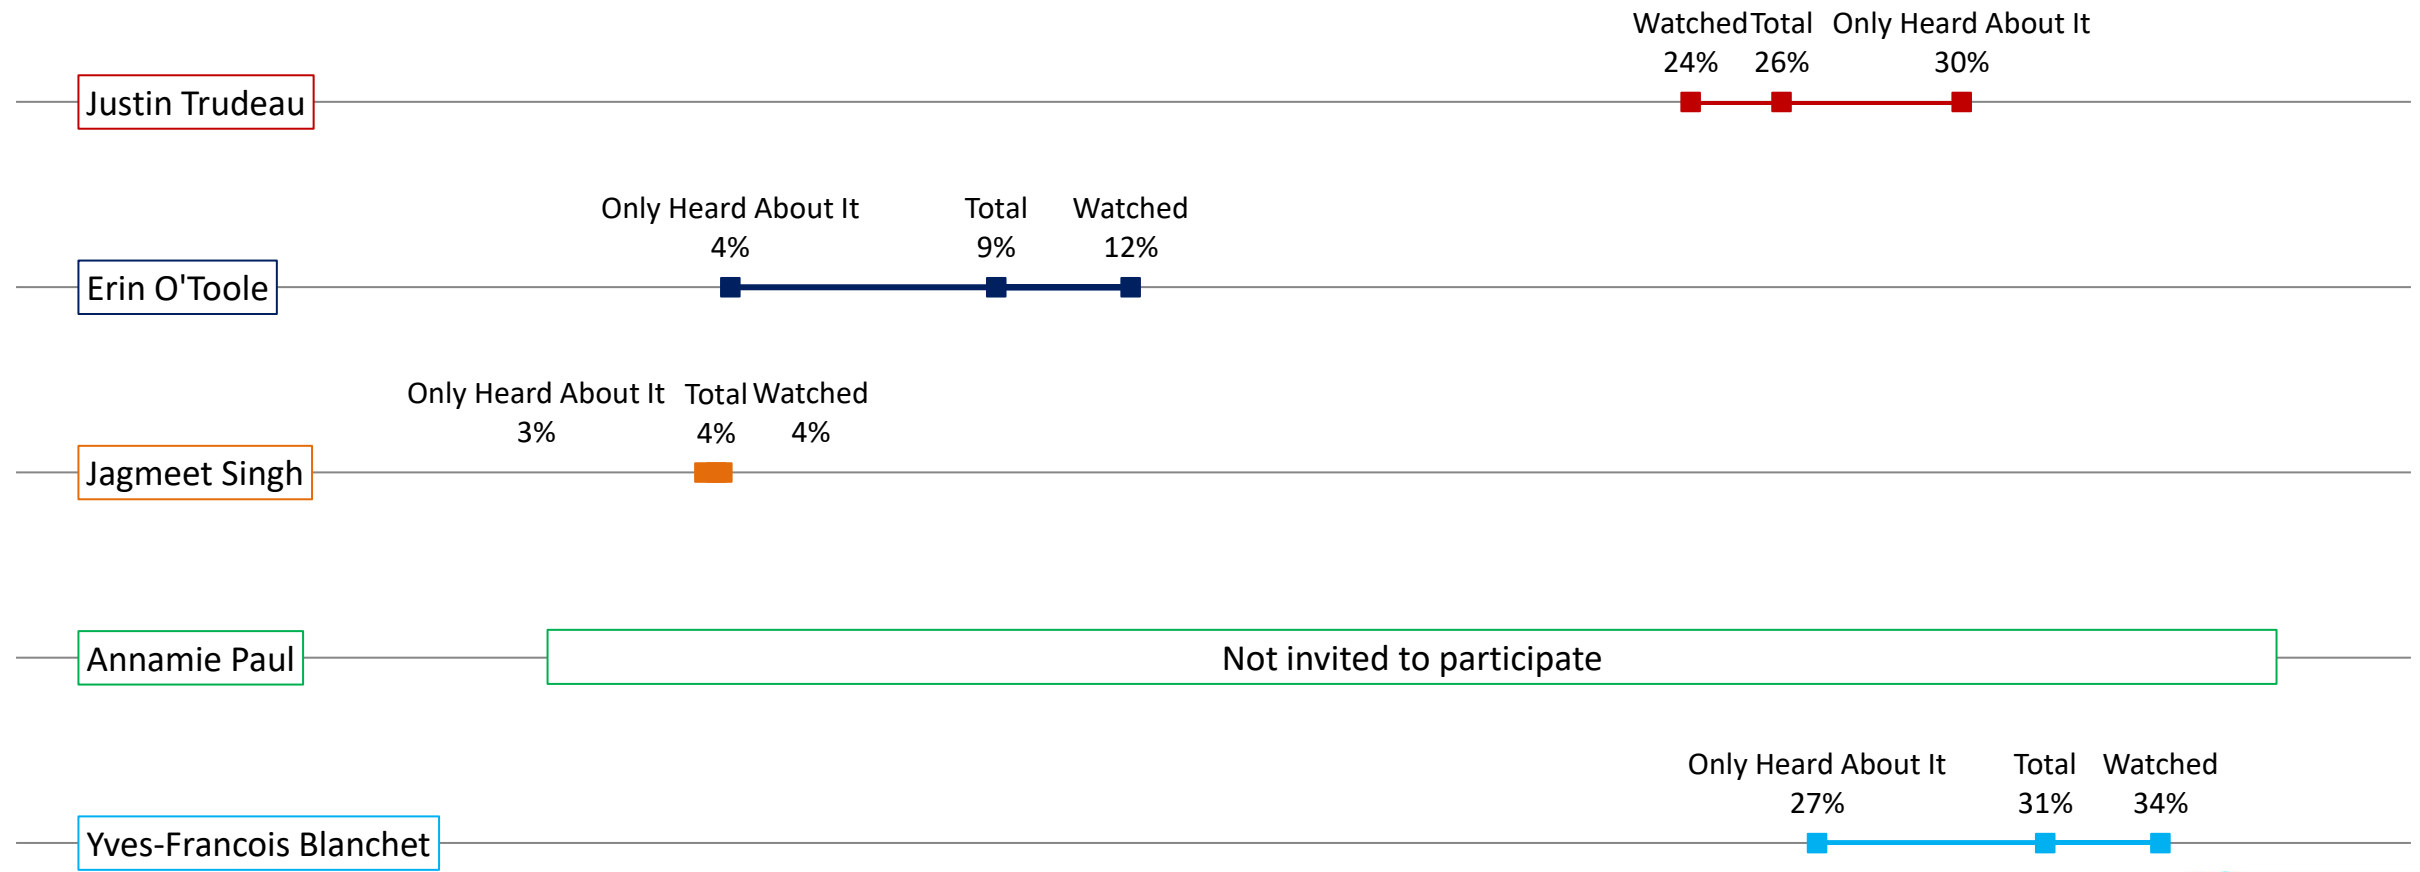 Watched Total Only Heard About It
24% 26% 30%
Justin Trudeau
Only Heard About It Total Watched
4% 9% 12%
Erin O'Toole
Only Heard About It Total Watched
3% 4% 4%
Jagmeet Singh
Annamie Paul Not invited to participate
Only Heard About It Total Watched
27% 31% 34%
Yves-Francois Blanchet